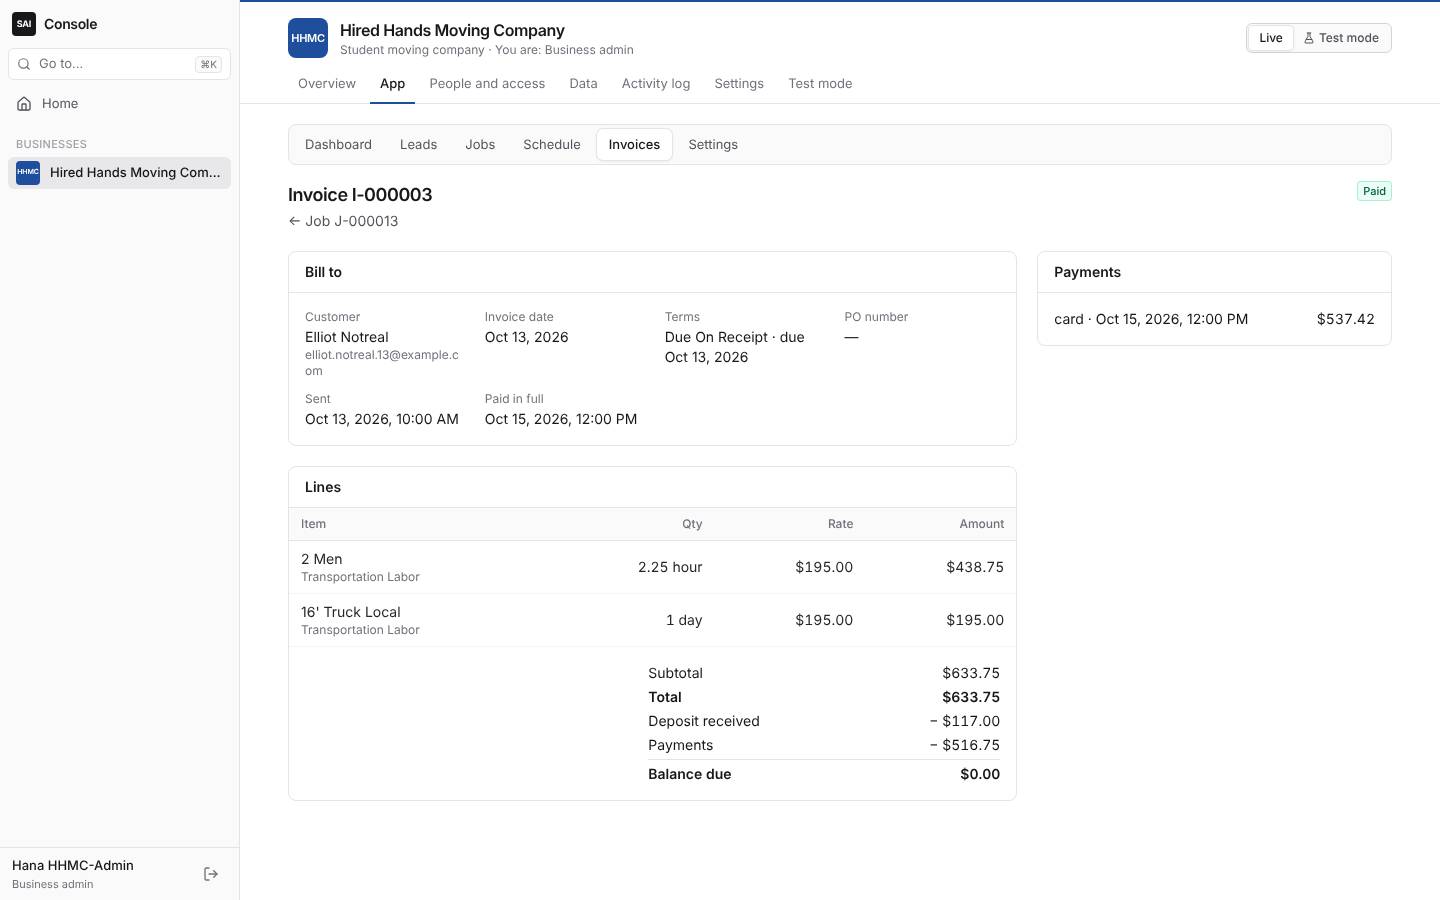 SAI Console
Go to... ⌘K
Home
BUSINESSES
HHMC Hired Hands Moving Com...
Hana HHMC-Admin
Business admin
HHMC
Hired Hands Moving Company
Student moving company · You are: Business admin
Live Test mode
Overview App People and access Data Activity log Settings Test mode
Dashboard Leads Jobs Schedule Invoices Settings
Invoice I-000003
Paid
← Job J-000013
Bill to
Customer Invoice date Terms PO number
Elliot Notreal Oct 13, 2026 Due On Receipt · due —
elliot.notreal.13@example.c Oct 13, 2026
om
Sent Paid in full
Oct 13, 2026, 10:00 AM Oct 15, 2026, 12:00 PM
Payments
card · Oct 15, 2026, 12:00 PM $537.42
Lines
Item Qty Rate Amount
2 Men 2.25 hour $195.00 $438.75
Transportation Labor
16' Truck Local 1 day $195.00 $195.00
Transportation Labor
Subtotal $633.75
Total $633.75
Deposit received − $117.00
Payments − $516.75
Balance due $0.00